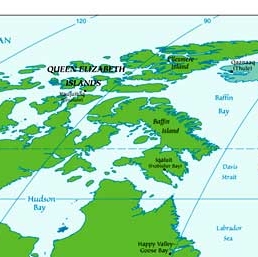 120
90
AN
QUEEN ELIZABETH
ISLANDS
Ellesmere
Island
Qaanaaq
(Thule)
Baffin
Bay
Baffin
Island
Iqaluit
(Frobisher Bay)
Davis
Strait
Hudson
Bay
Labrador
Sea
Happy Valley-
Goose Bay